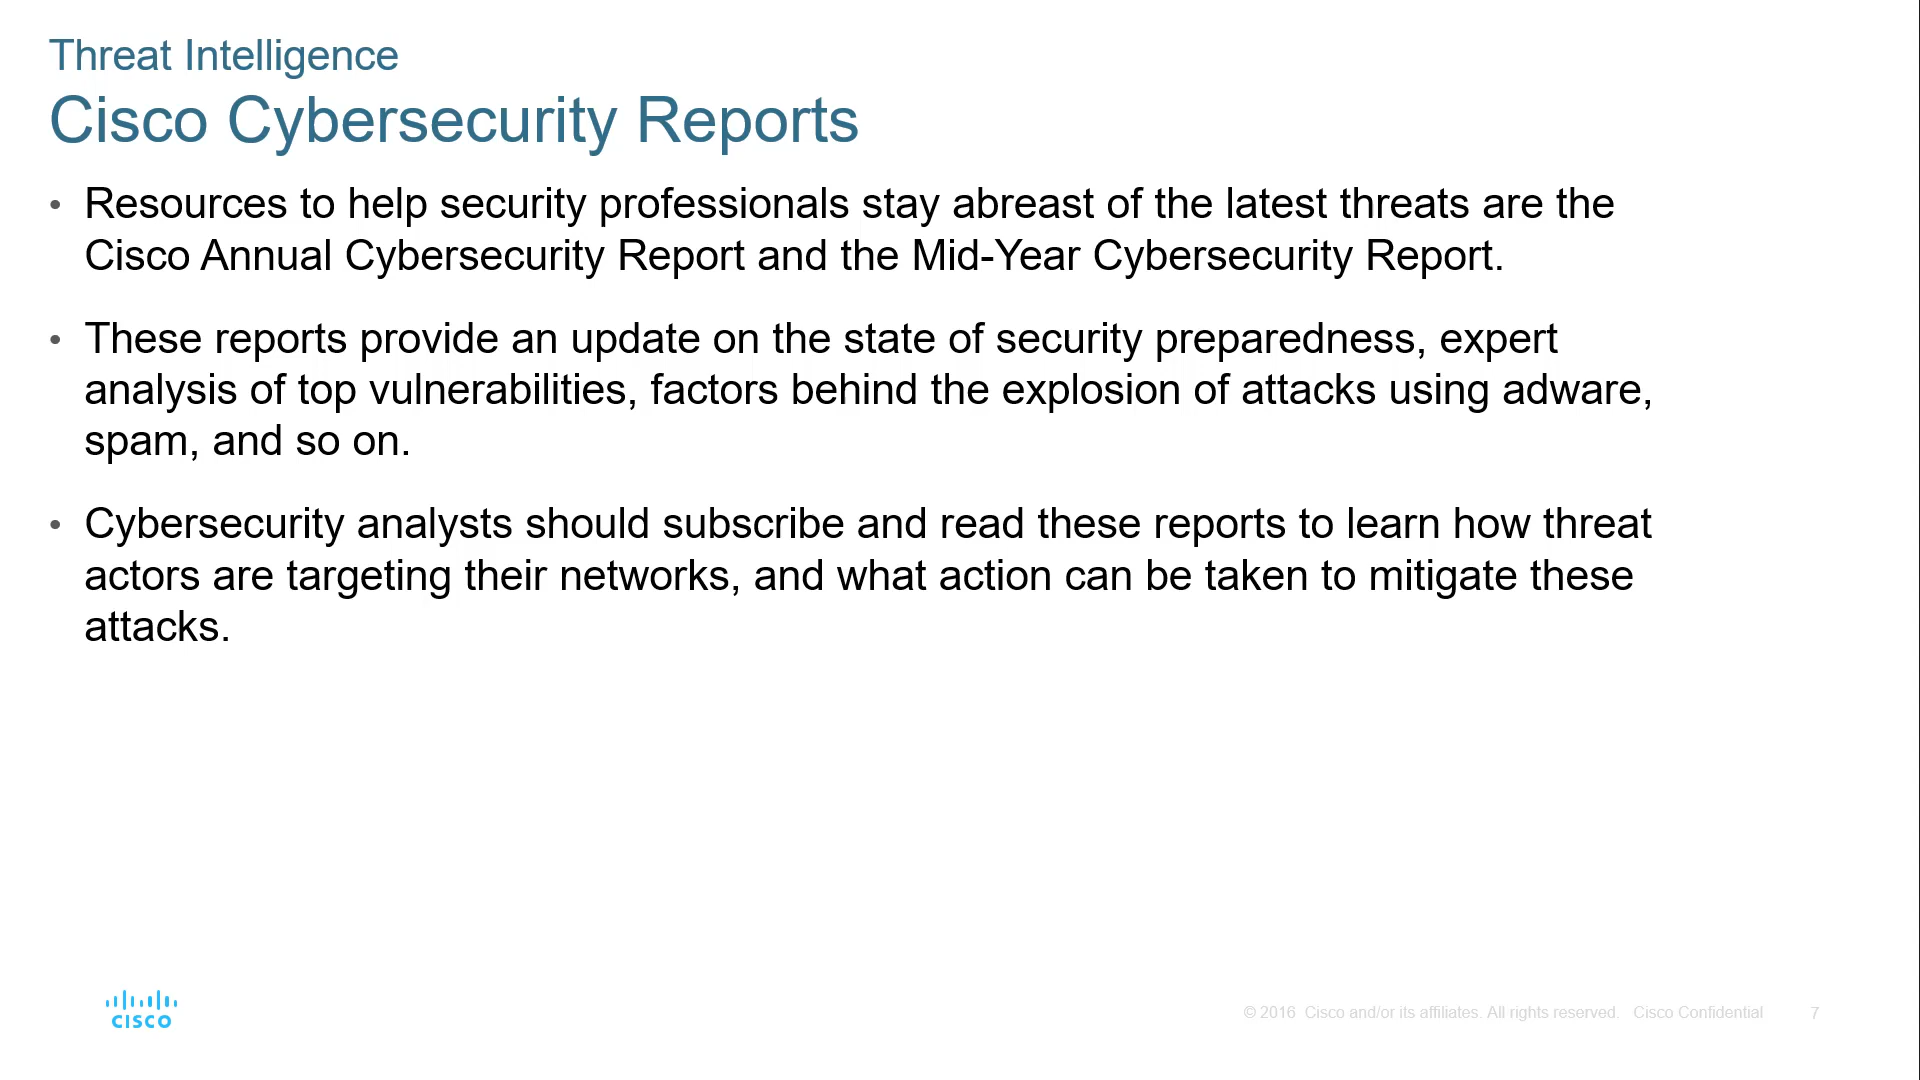 Threat Intelligence
Cisco Cybersecurity Reports
• Resources to help security professionals stay abreast of the latest threats are the
Cisco Annual Cybersecurity Report and the Mid-Year Cybersecurity Report.
• These reports provide an update on the state of security preparedness, expert
analysis of top vulnerabilities, factors behind the explosion of attacks using adware,
spam, and so on.
• Cybersecurity analysts should subscribe and read these reports to learn how threat
actors are targeting their networks, and what action can be taken to mitigate these
attacks.
CISCO
© 2016 Cisco and/or its affiliates. All rights reserved. Cisco Confidential 7